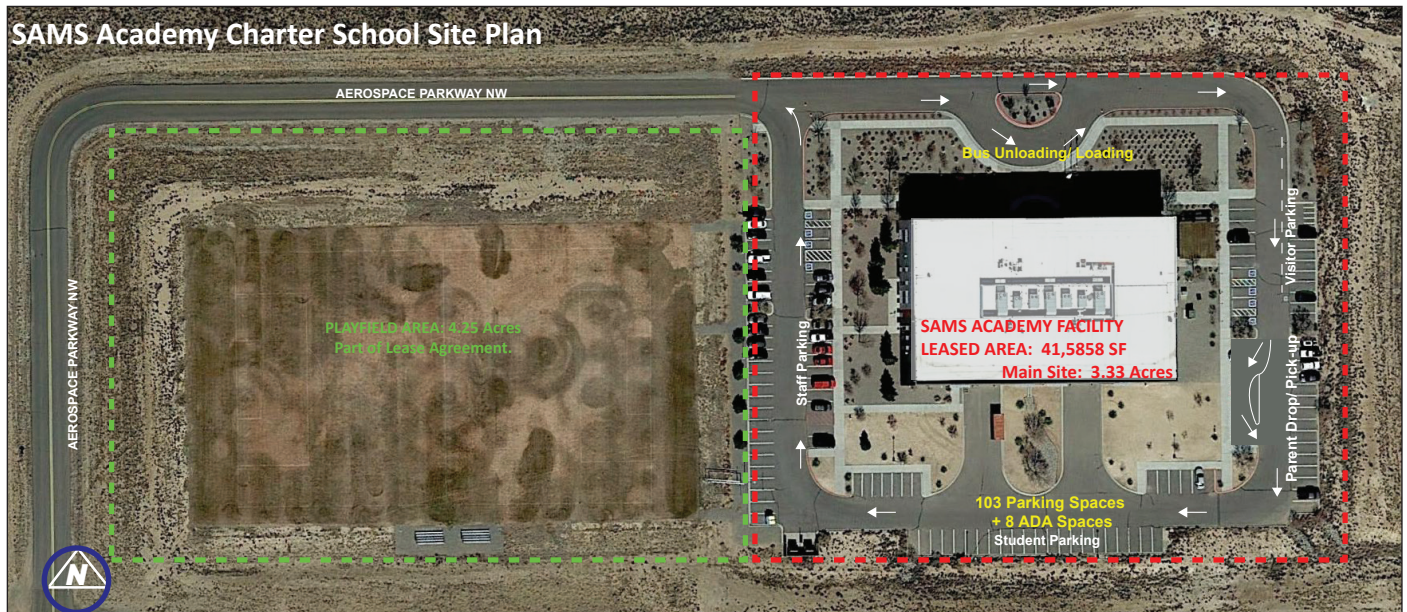 SAMS Academy Charter School Site Plan
AEROSPACE PARKWAY NW
Bus Unloading/ Loading
Visitor Parking
PLAYFIELD AREA: 4.25 Acres
Part of Lease Agreement.
AEROSPACE PARKWAY NW
Staff Parking
SAMS ACADEMY FACILITY
LEASED AREA: 41,5858 SF
Main Site: 3.33 Acres
Parent Drop/ Pick-up
103 Parking Spaces
+ 8 ADA Spaces
Student Parking
N